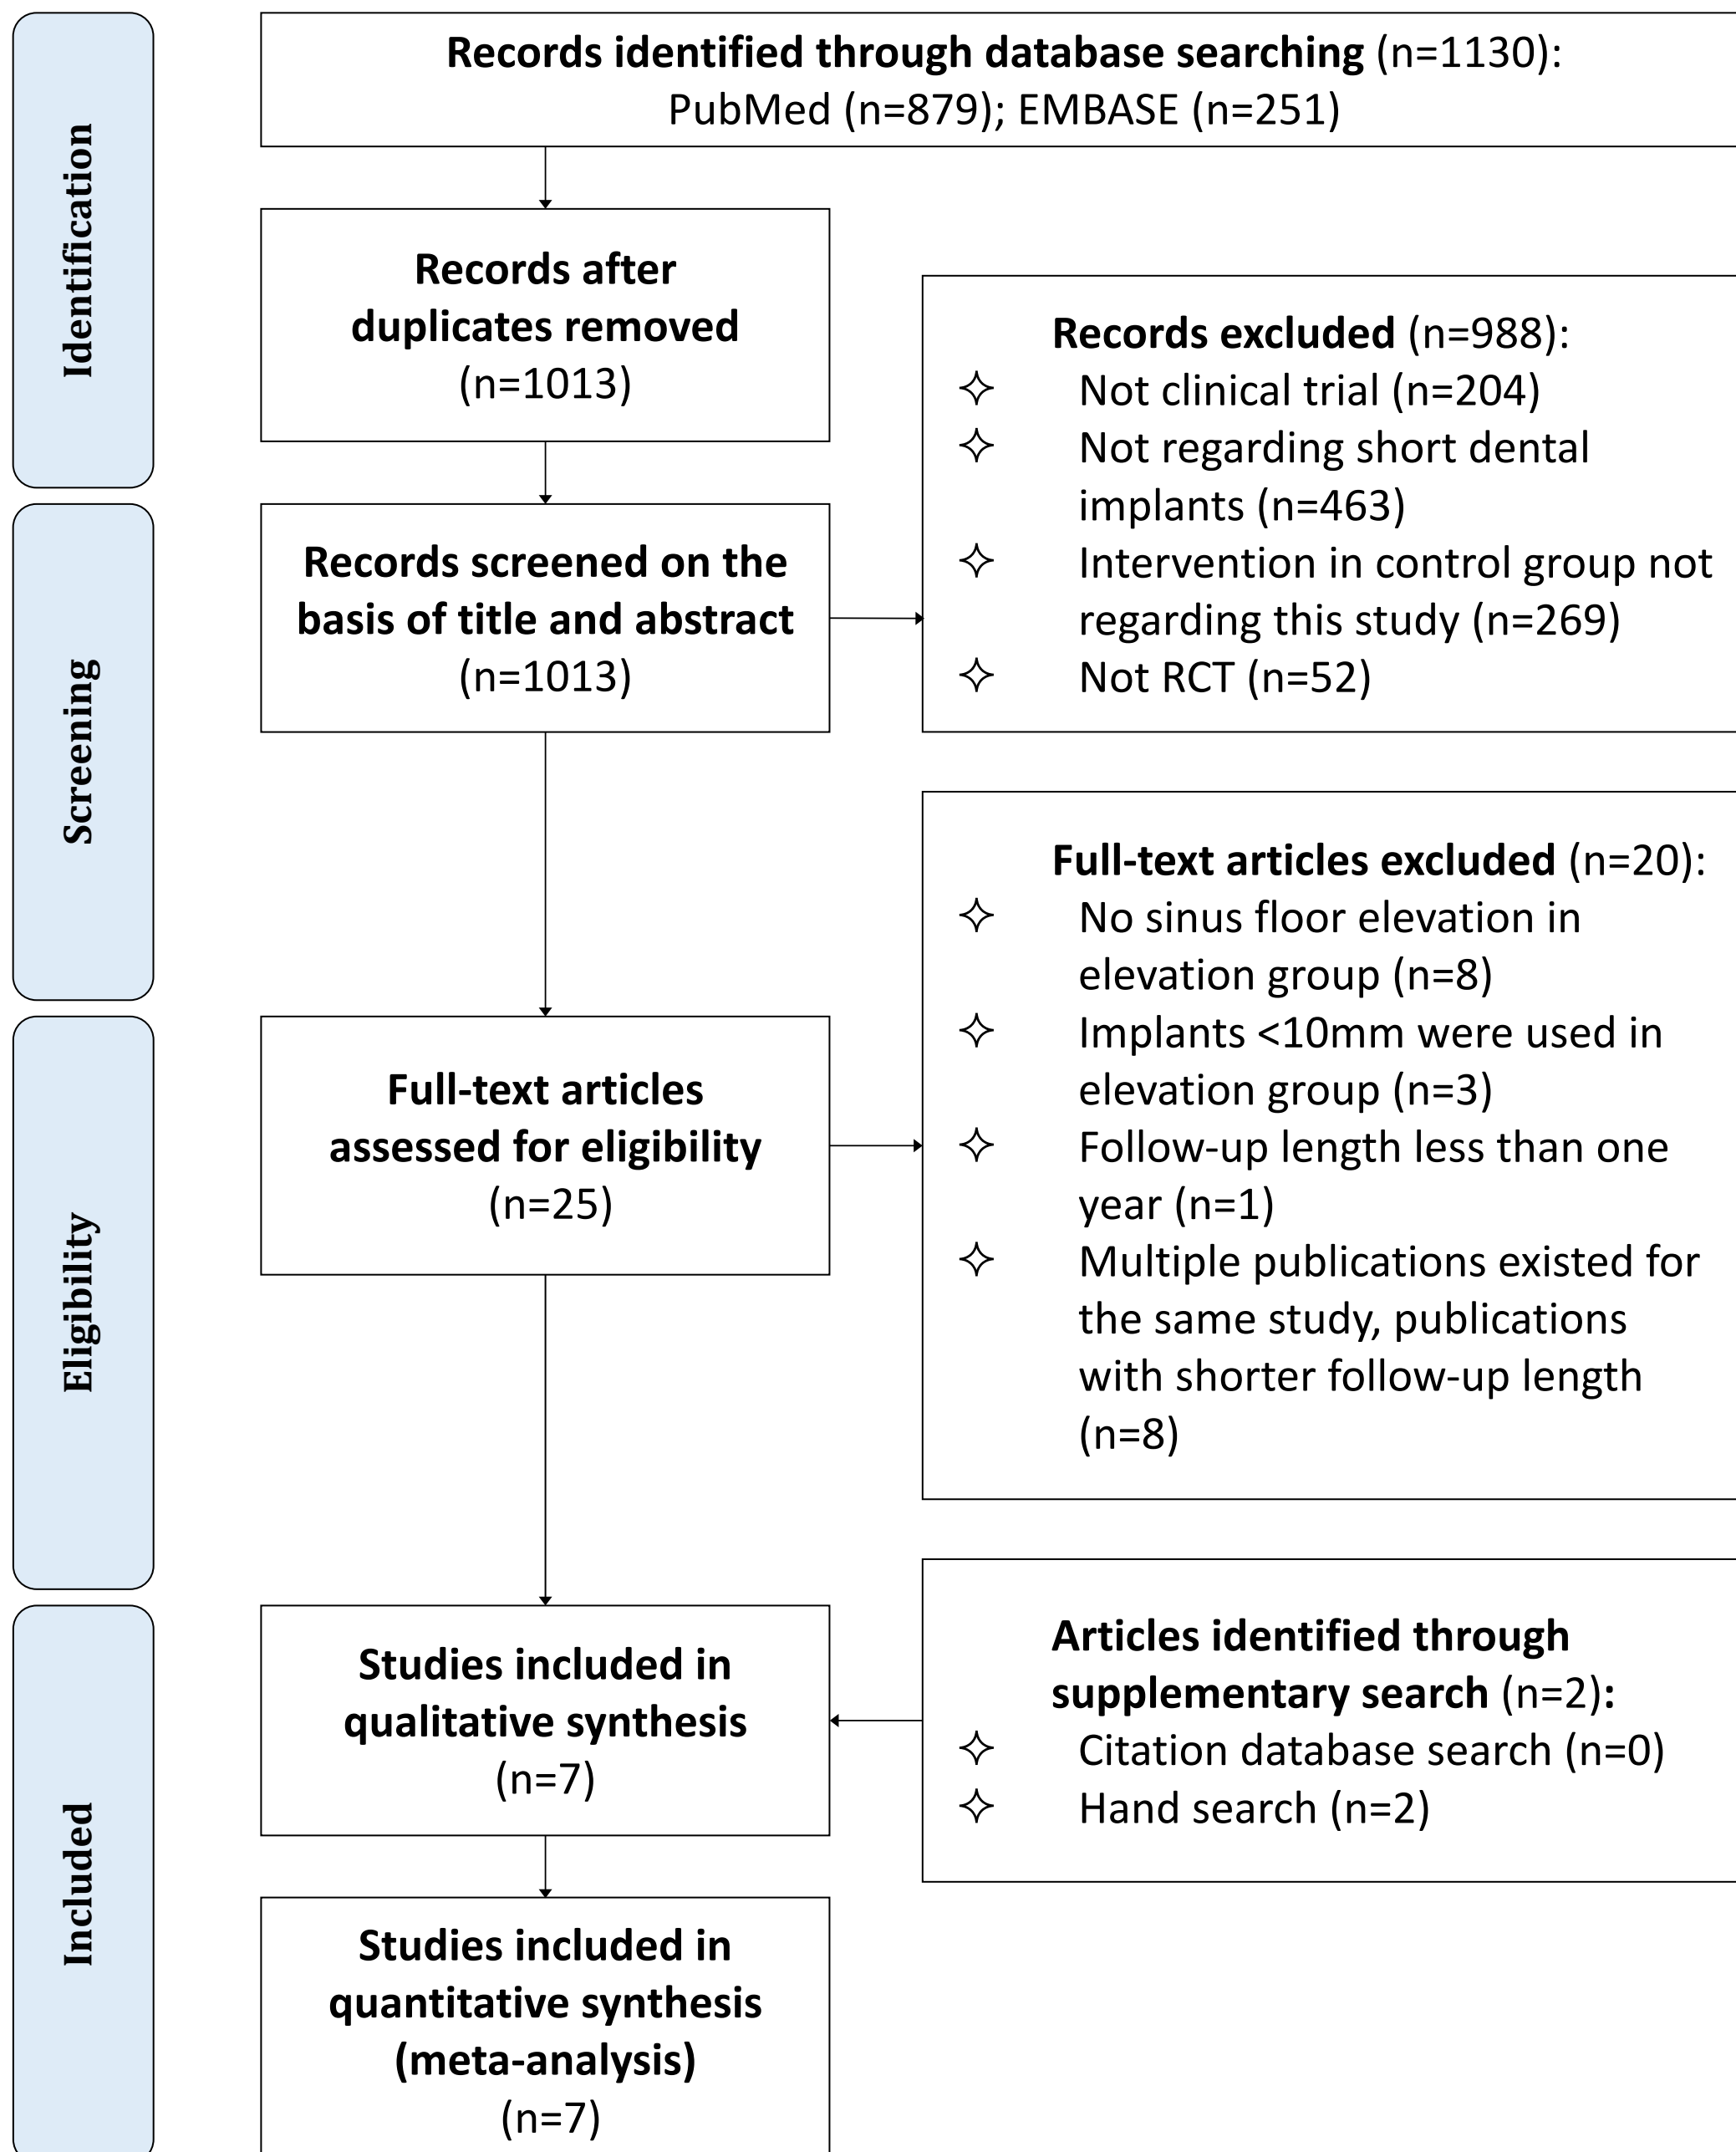 Identification
Records identified through database searching (n=1130):
PubMed (n=879); EMBASE (n=251)
Records after
duplicates removed
(n=1013)
Screening
Records screened on the
basis of title and abstract
(n=1013)
Records excluded (n=988):
✧ Not clinical trial (n=204)
✧ Not regarding short dental
implants (n=463)
✧ Intervention in control group not
regarding this study (n=269)
✧ Not RCT (n=52)
Eligibility
Full-text articles
assessed for eligibility
(n=25)
Full-text articles excluded (n=20):
✧ No sinus floor elevation in
elevation group (n=8)
✧ Implants <10mm were used in
elevation group (n=3)
✧ Follow-up length less than one
year (n=1)
✧ Multiple publications existed for
the same study, publications
with shorter follow-up length
(n=8)
Included
Studies included in
qualitative synthesis
(n=7)
Articles identified through
supplementary search (n=2):
✧ Citation database search (n=0)
✧ Hand search (n=2)
Studies included in
quantitative synthesis
(meta-analysis)
(n=7)